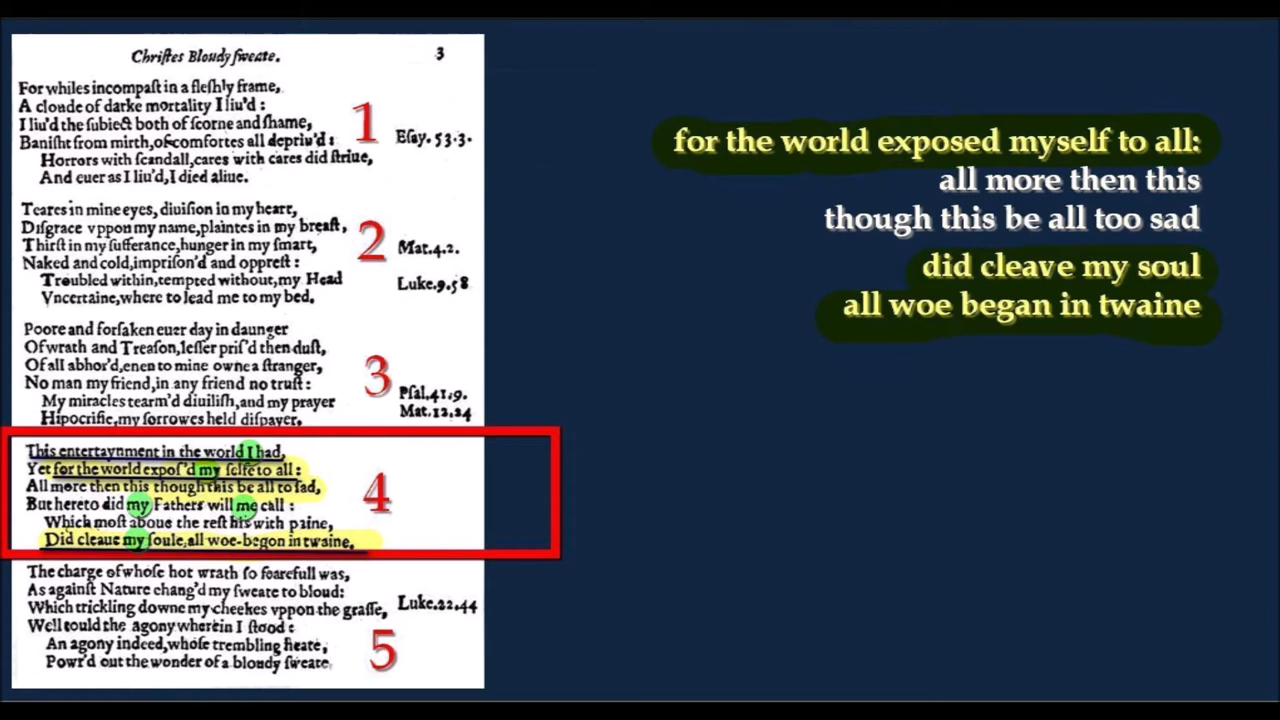 Christes Bloudy sweate. 3
For whiles incompast in a fleshly frame,
A cloude of darke mortality I liu'd :
I liu'd the subiect both of scorne and shame,
Banisht from mirth, of comfortes all depriu'd :
Horrors with scandall, cares with cares did striue,
And euer as I liu'd, I died aliue.
1
Esay. 53.3.
Teares in mine eyes, diuision in my heart,
Disgrace vppon my name, plaintes in my breast,
Thirst in my sufferance, hunger in my smart,
Naked and cold, imprison'd and opprest :
Troubled within, tempted without, my Head
Vncertaine, where to lead me to my bed.
2
Mat.4.2.
Luke.9.58
Poore and forsaken euer day in daunger
Of wrath and Treason, lesser pris'd then dust,
Of all abhor'd, euen to mine owne a stranger,
No man my friend, in any friend no trust :
My miracles tearm'd diuilish, and my prayer
Hipocrisie, my sorrowes held dispayer.
3
Psal.41.9.
Mat.12.24
This entertaynment in the world I had,
Yet for the world expos'd my selfe to all :
All more then this though this be all to sad,
But hereto did my Fathers will me call :
Which most aboue the rest his with paine,
Did cleaue my soule, all woe-begon in twaine.
4
The charge of whose hot wrath so fearefull was,
As against Nature chang'd my sweate to bloud:
Which trickling downe my cheekes vppon the grasse,
Well tould the agony wherein I stood :
An agony indeed, whose trembling heate,
Powr'd out the wonder of a bloudy sweate.
Luke.22.44
5
for the world exposed myself to all:
all more then this
though this be all too sad
did cleave my soul
all woe began in twaine